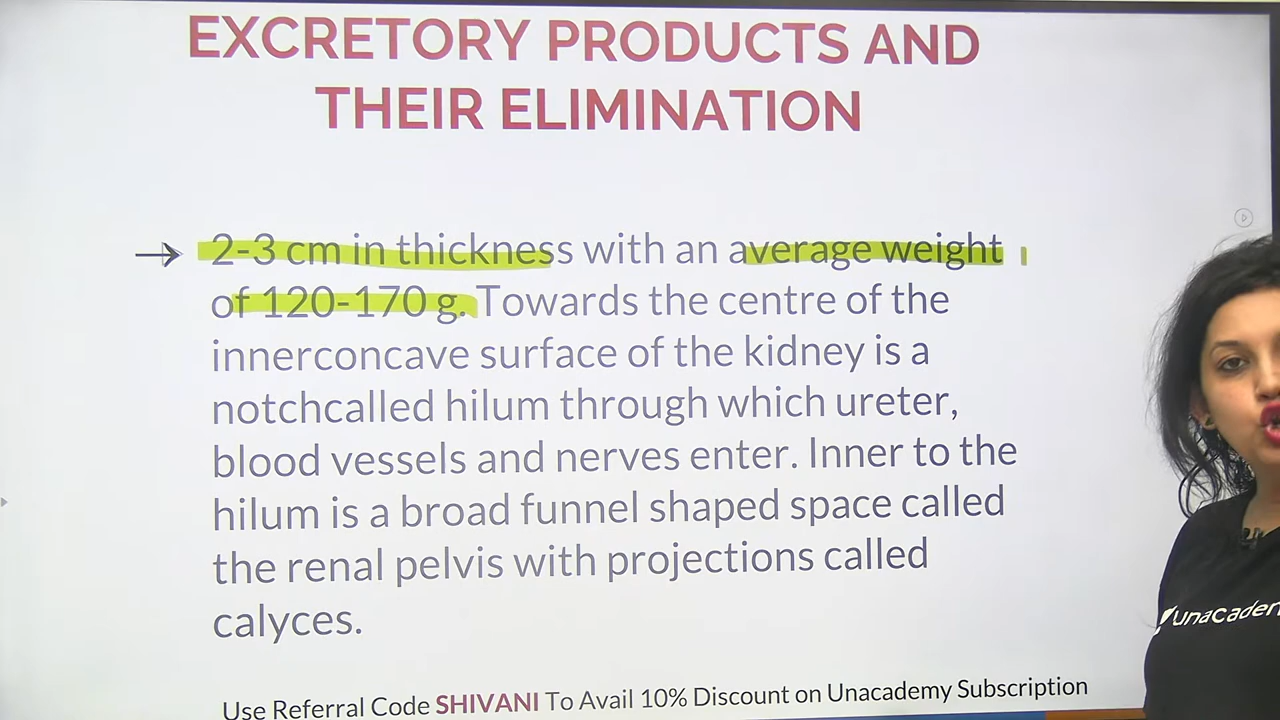 EXCRETORY PRODUCTS AND
THEIR ELIMINATION
2-3 cm in thickness with an average weight
of 120-170 g. Towards the centre of the
innerconcave surface of the kidney is a
notchcalled hilum through which ureter,
blood vessels and nerves enter. Inner to the
hilum is a broad funnel shaped space called
the renal pelvis with projections called
calyces.
unacadem
Use Referral Code SHIVANI To Avail 10% Discount on Unacademy Subscription